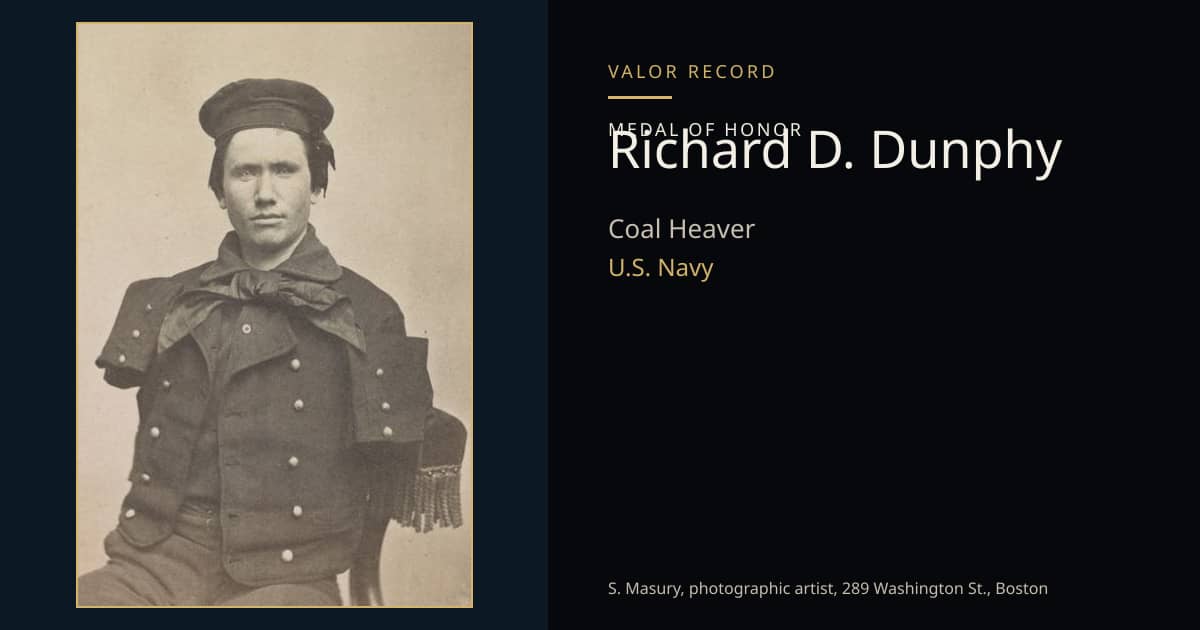 VALOR RECORD
MEDAL OF HONOR
Richard D. Dunphy
Coal Heaver
U.S. Navy
S. Masury, photographic artist, 289 Washington St., Boston